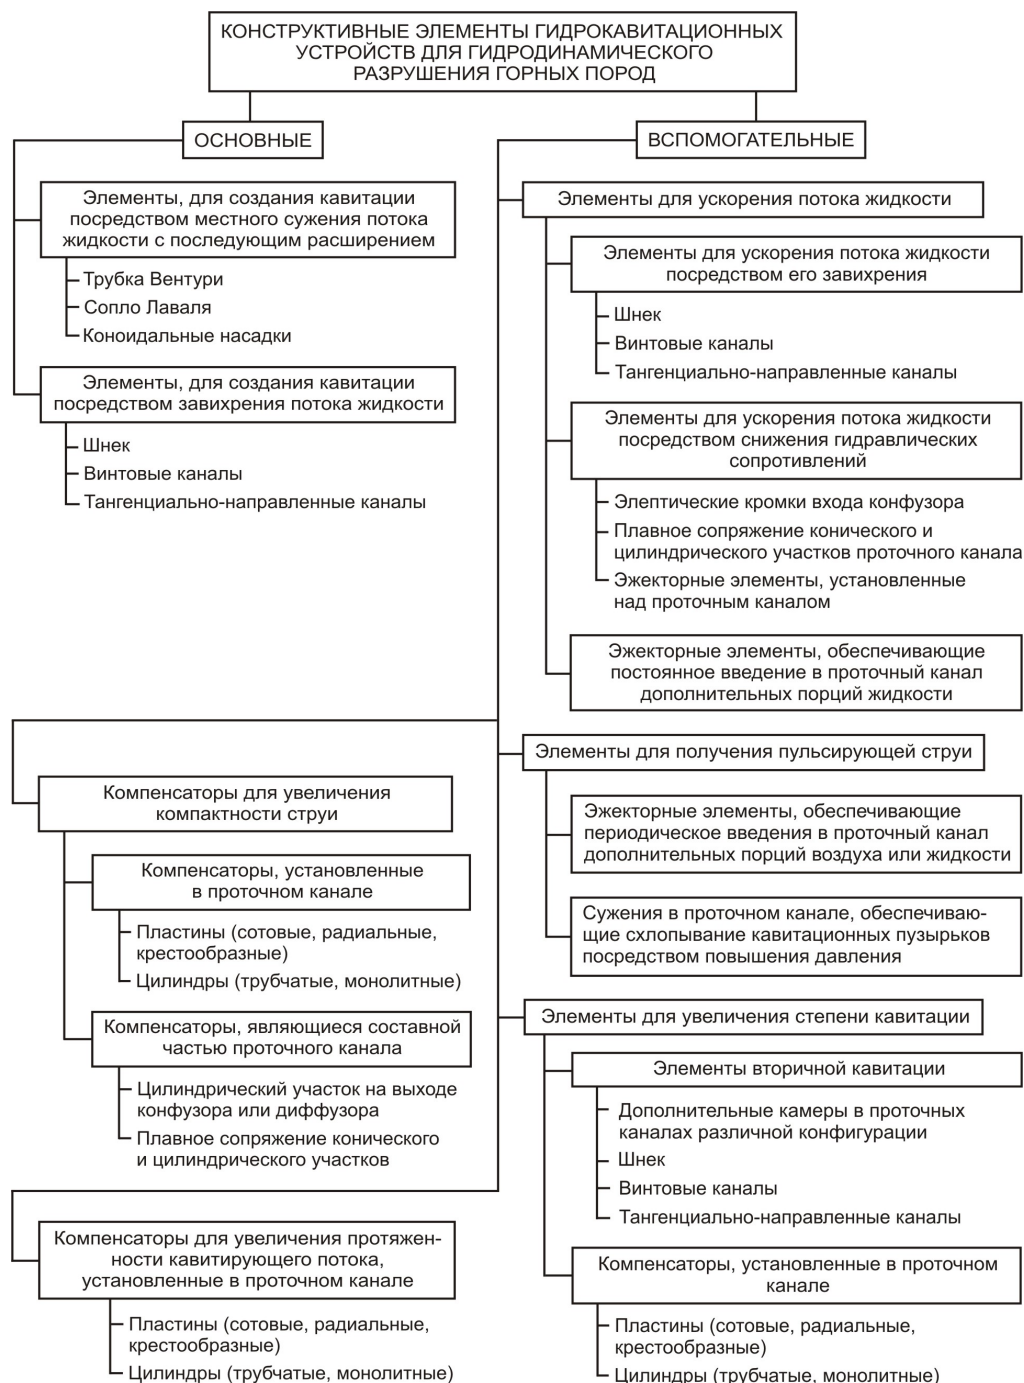 КОНСТРУКТИВНЫЕ ЭЛЕМЕНТЫ ГИДРОКАВИТАЦИОННЫХ
УСТРОЙСТВ ДЛЯ ГИДРОДИНАМИЧЕСКОГО
РАЗРУШЕНИЯ ГОРНЫХ ПОРОД
ОСНОВНЫЕ
Элементы, для создания кавитации
посредством местного сужения потока
жидкости с последующим расширением
Трубка Вентури
Сопло Лаваля
Коноидальные насадки
Элементы, для создания кавитации
посредством завихрения потока жидкости
Шнек
Винтовые каналы
Тангенциально-направленные каналы
ВСПОМОГАТЕЛЬНЫЕ
Элементы для ускорения потока жидкости
Элементы для ускорения потока жидкости
посредством его завихрения
Шнек
Винтовые каналы
Тангенциально-направленные каналы
Элементы для ускорения потока жидкости
посредством снижения гидравлических
сопротивлений
Элептические кромки входа конфузора
Плавное сопряжение конического и
цилиндрического участков проточного канала
Эжекторные элементы, установленные
над проточным каналом
Эжекторные элементы, обеспечивающие
постоянное введение в проточный канал
дополнительных порций жидкости
Элементы для получения пульсирующей струи
Эжекторные элементы, обеспечивающие
периодическое введения в проточный канал
дополнительных порций воздуха или жидкости
Сужения в проточном канале, обеспечиваю-
щие схлопывание кавитационных пузырьков
посредством повышения давления
Элементы для увеличения степени кавитации
Элементы вторичной кавитации
Дополнительные камеры в проточных
каналах различной конфигурации
Шнек
Винтовые каналы
Тангенциально-направленные каналы
Компенсаторы, установленные в проточном
канале
Пластины (сотовые, радиальные,
крестообразные)
Цилиндры (трубчатые, монолитные)
Компенсаторы для увеличения
компактности струи
Компенсаторы, установленные
в проточном канале
Пластины (сотовые, радиальные,
крестообразные)
Цилиндры (трубчатые, монолитные)
Компенсаторы, являющиеся составной
частью проточного канала
Цилиндрический участок на выходе
конфузора или диффузора
Плавное сопряжение конического
и цилиндрического участков
Компенсаторы для увеличения протяжен-
ности кавитирующего потока,
установленные в проточном канале
Пластины (сотовые, радиальные,
крестообразные)
Цилиндры (трубчатые, монолитные)